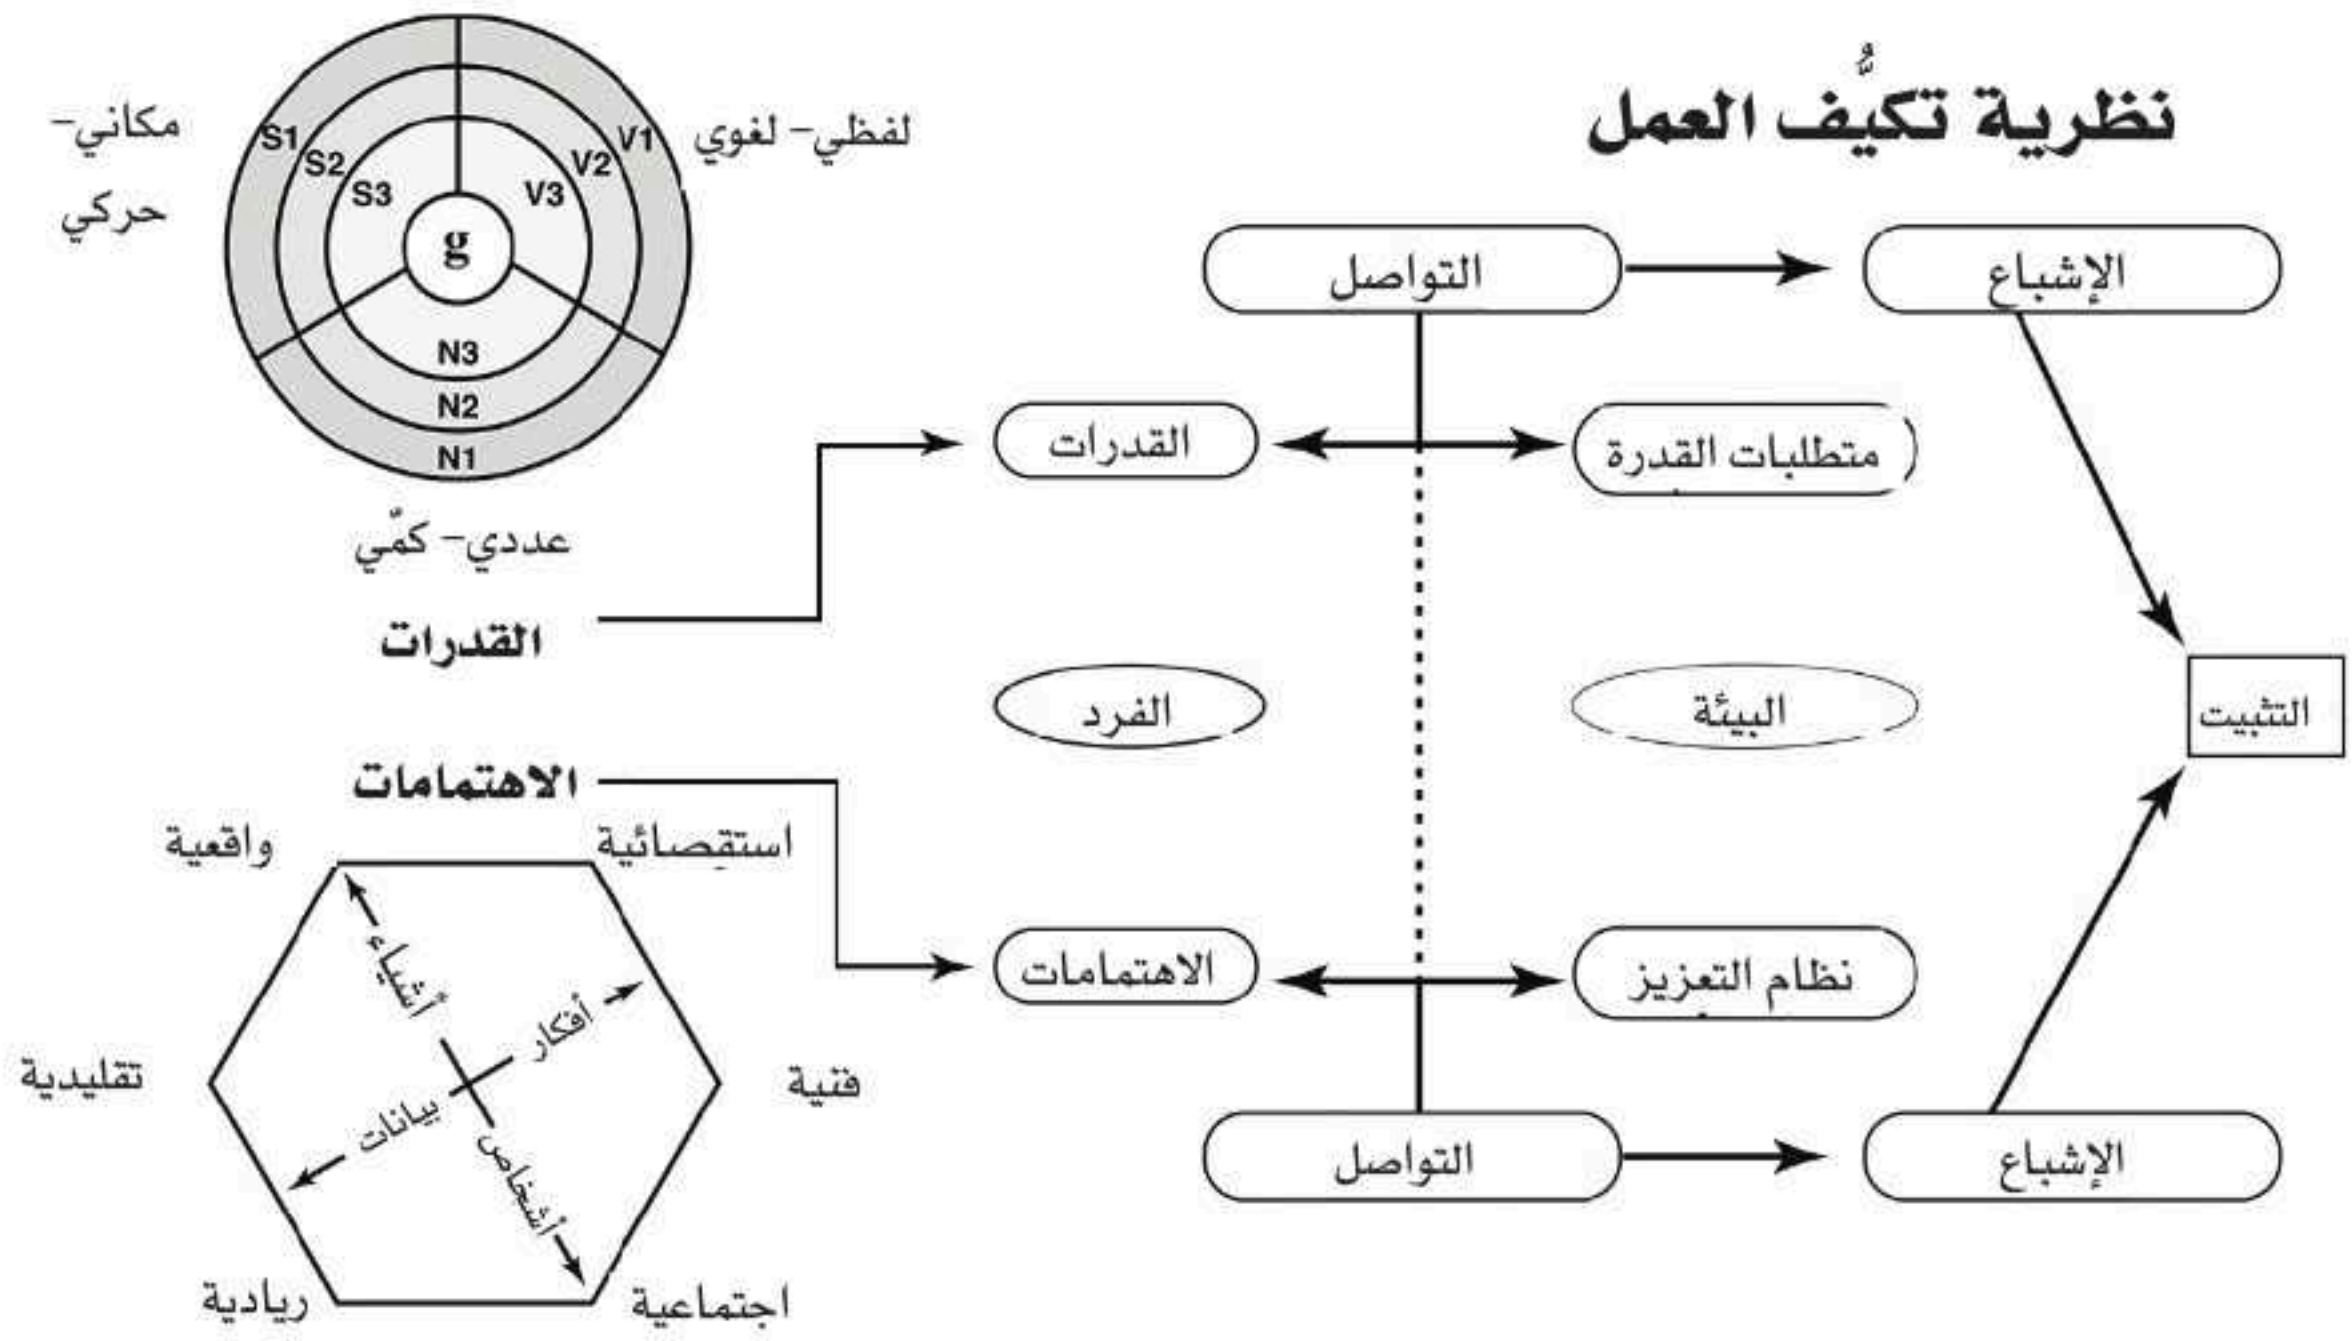 نظرية تكيُّف العمل
لفظي- لغوي
مكاني-
حركي
S1
S2
S3
V1
V2
V3
g
N3
N2
N1
عددي- كمّي
القدرات
التواصل
الإشباع
القدرات
متطلبات القدرة
الفرد
البيئة
التثبيت
الاهتمامات
واقعية
استقصائية
أشياء
أفكار
تقليدية
فنية
بيانات
أشخاص
ريادية
اجتماعية
الاهتمامات
نظام التعزيز
التواصل
الإشباع